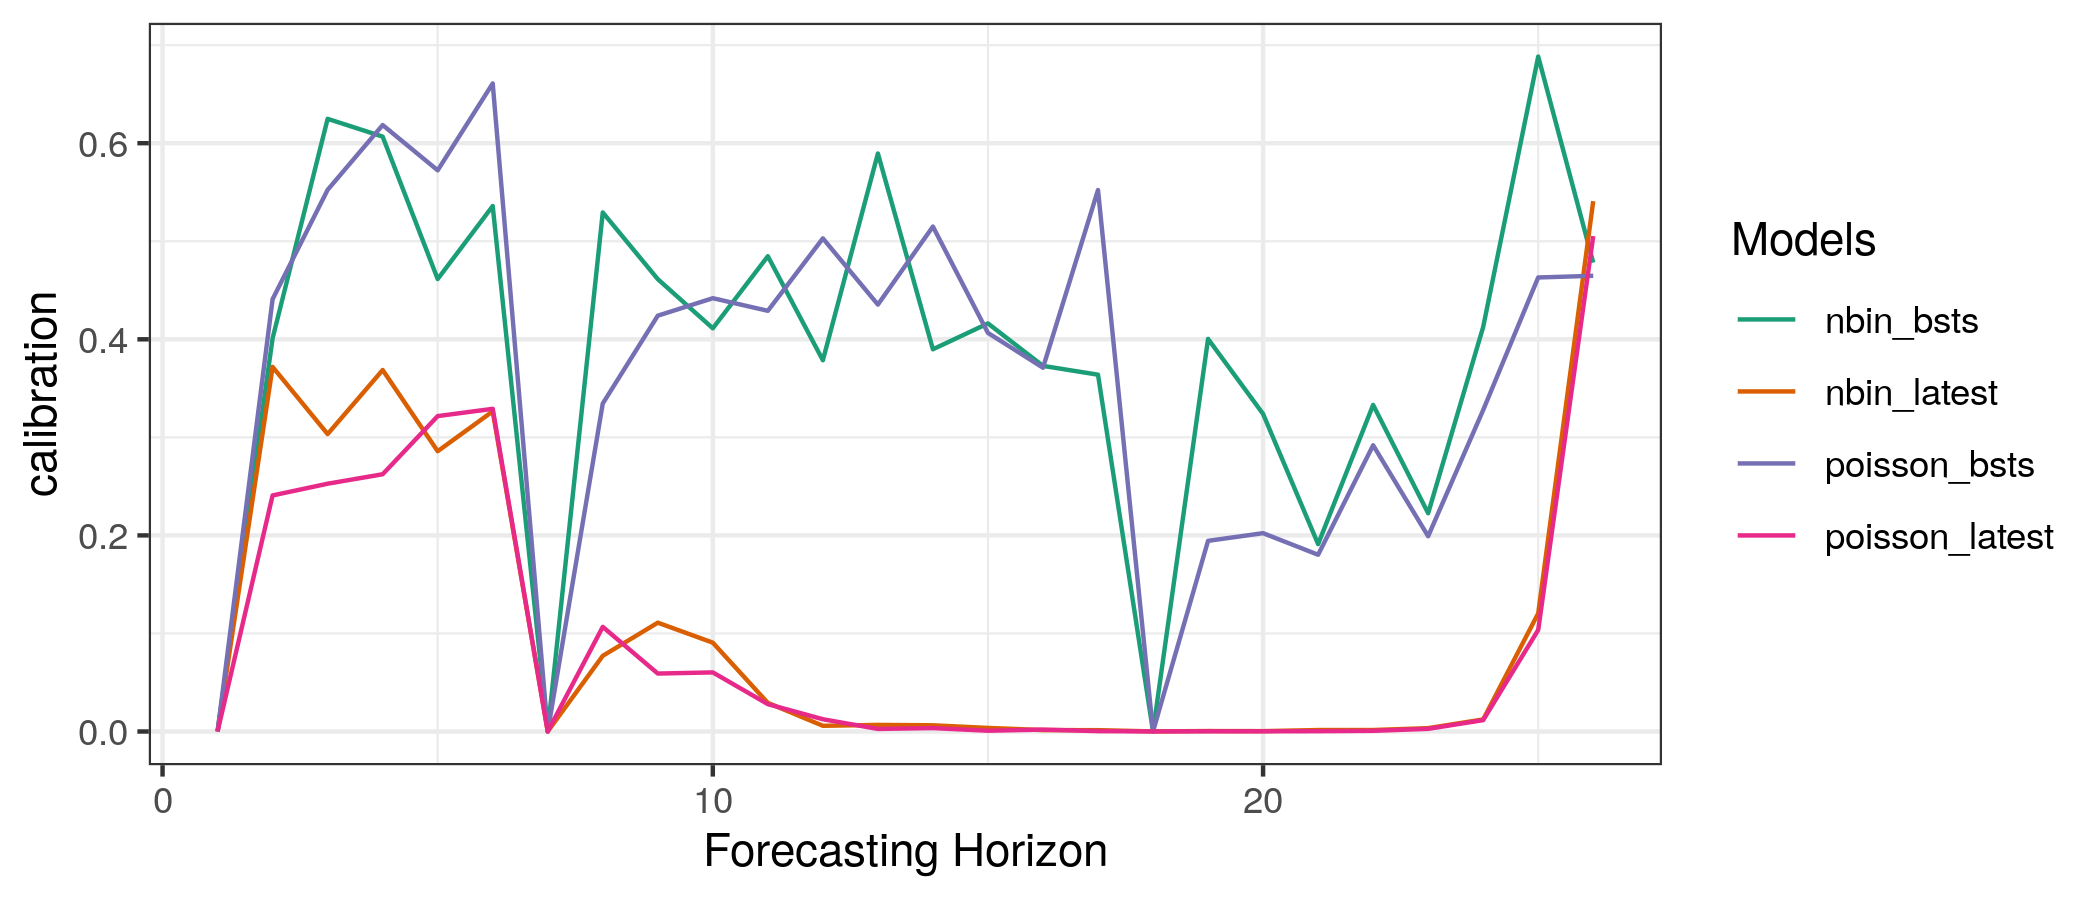 calibration
0.6
0.4
0.2
0.0
0
10
20
Forecasting Horizon
Models
nbin_bsts
nbin_latest
poisson_bsts
poisson_latest